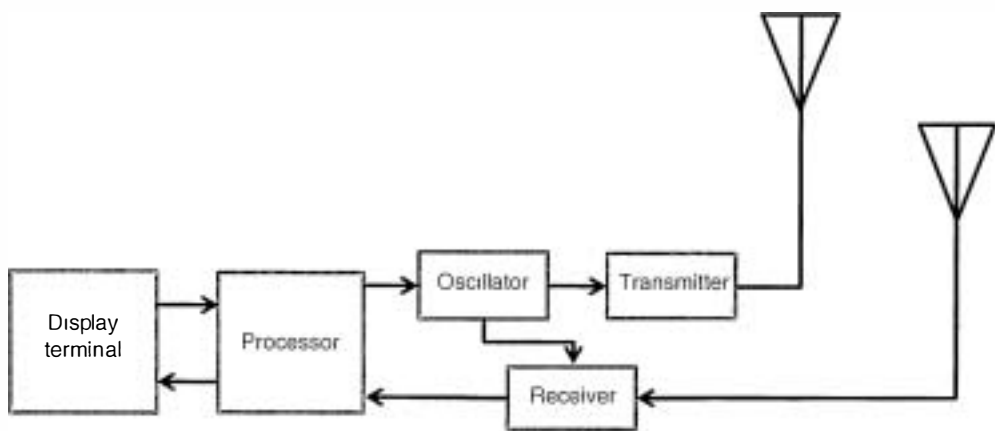 Display
terminal
Processor
Oscillator
Transmitter
Receiver